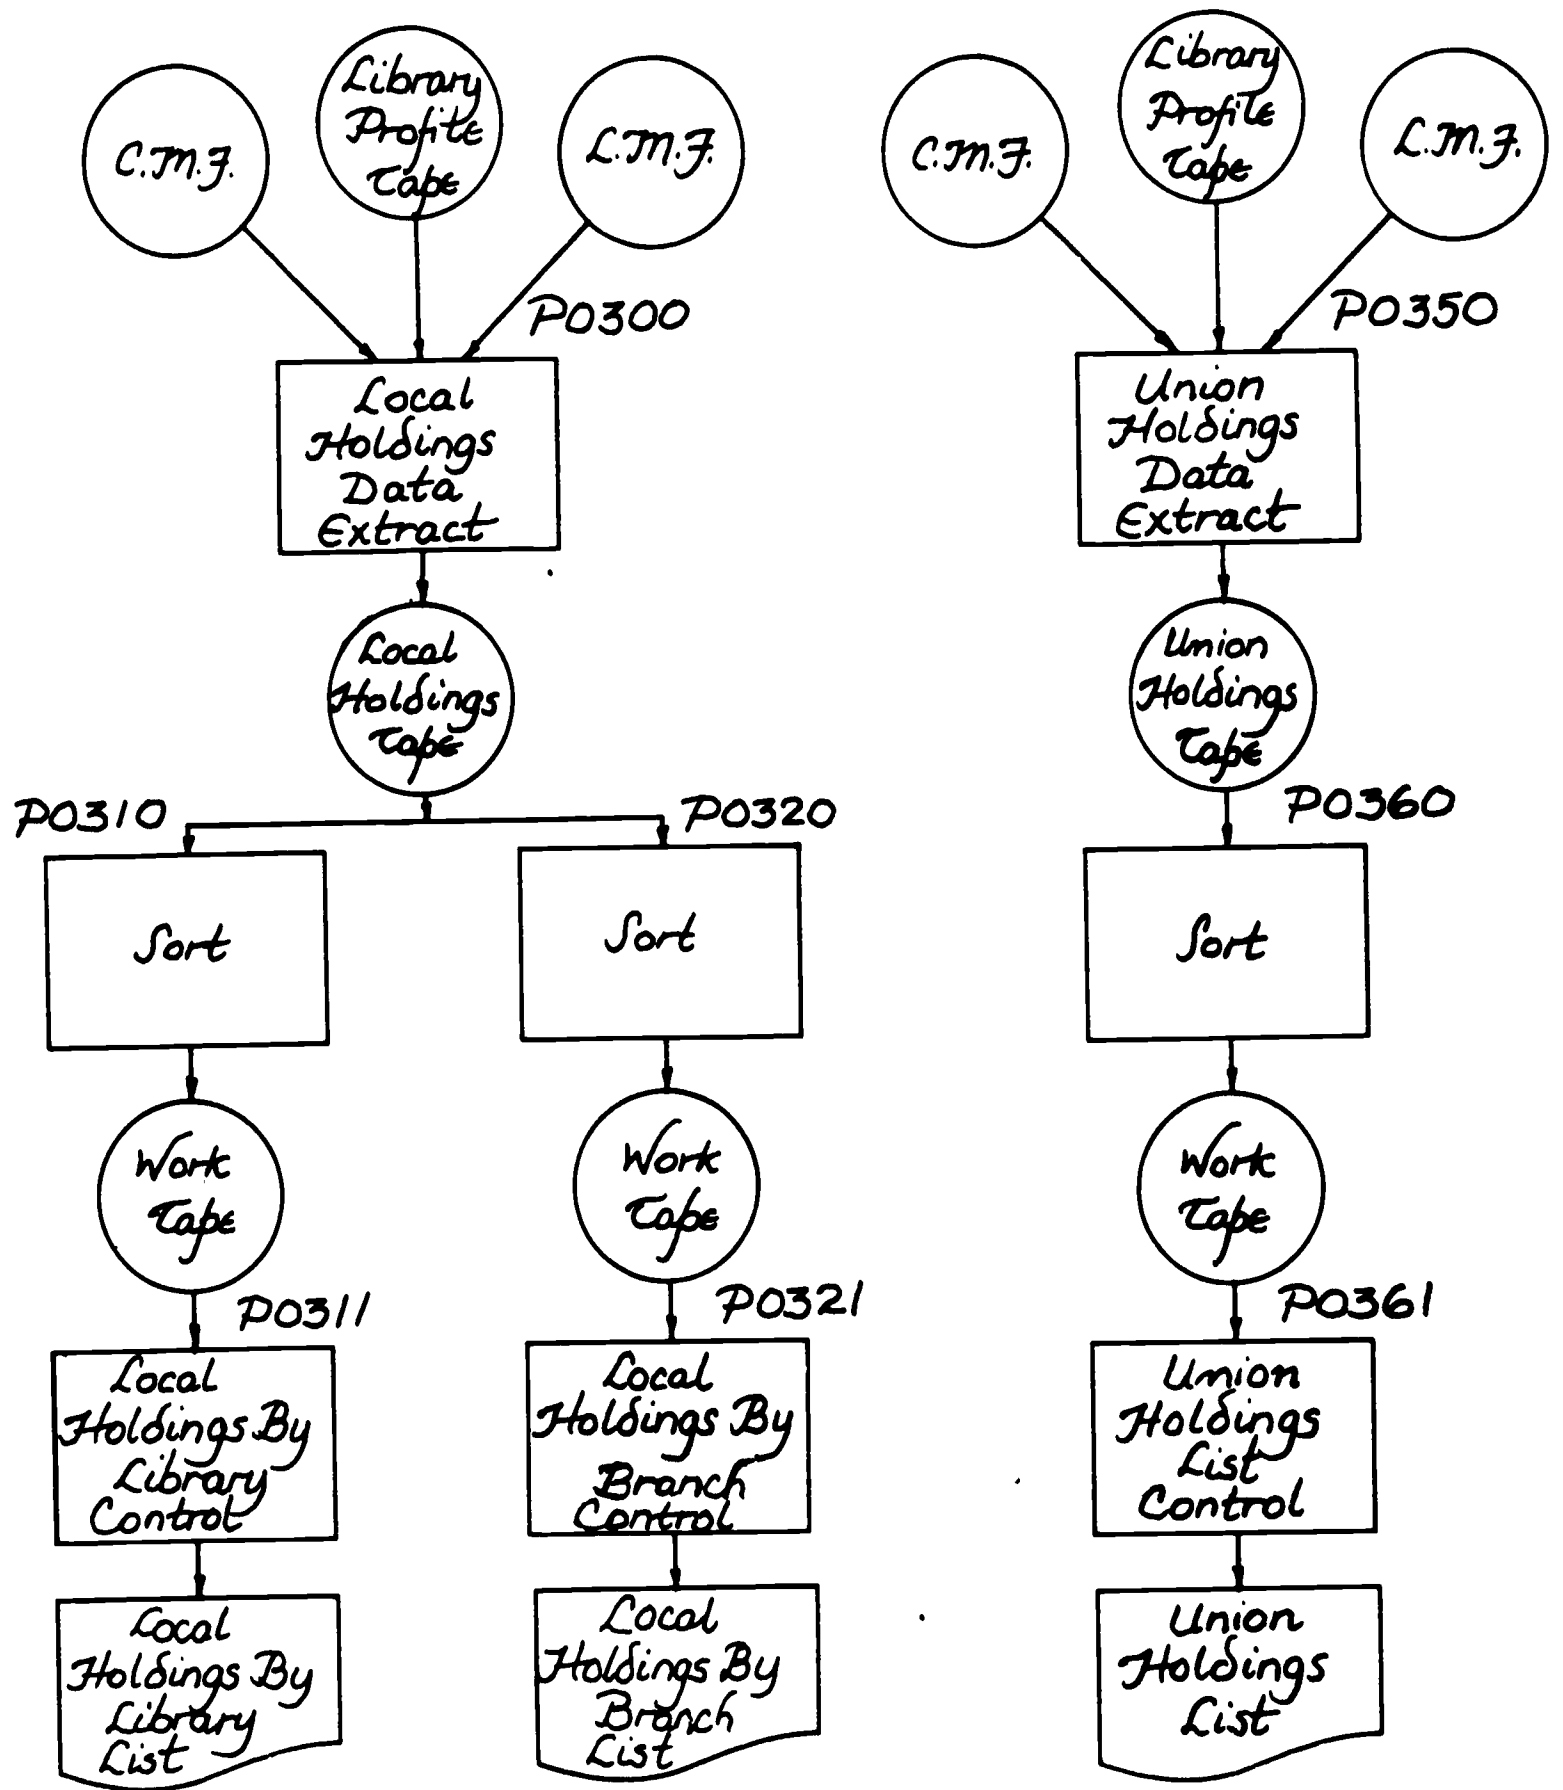 C.M.F.
Library
Profile
Tape
L.M.F.
P0300
Local
Holdings
Data
Extract
Local
Holdings
Tape
P0310
Sort
Work
Tape
P0311
Local
Holdings By
Library
Control
Local
Holdings By
Library
List
P0320
Sort
Work
Tape
P0321
Local
Holdings By
Branch
Control
Local
Holdings By
Branch
List
C.M.F.
Library
Profile
Tape
L.M.F.
P0350
Union
Holdings
Data
Extract
Union
Holdings
Tape
P0360
Sort
Work
Tape
P0361
Union
Holdings
List
Control
Union
Holdings
List